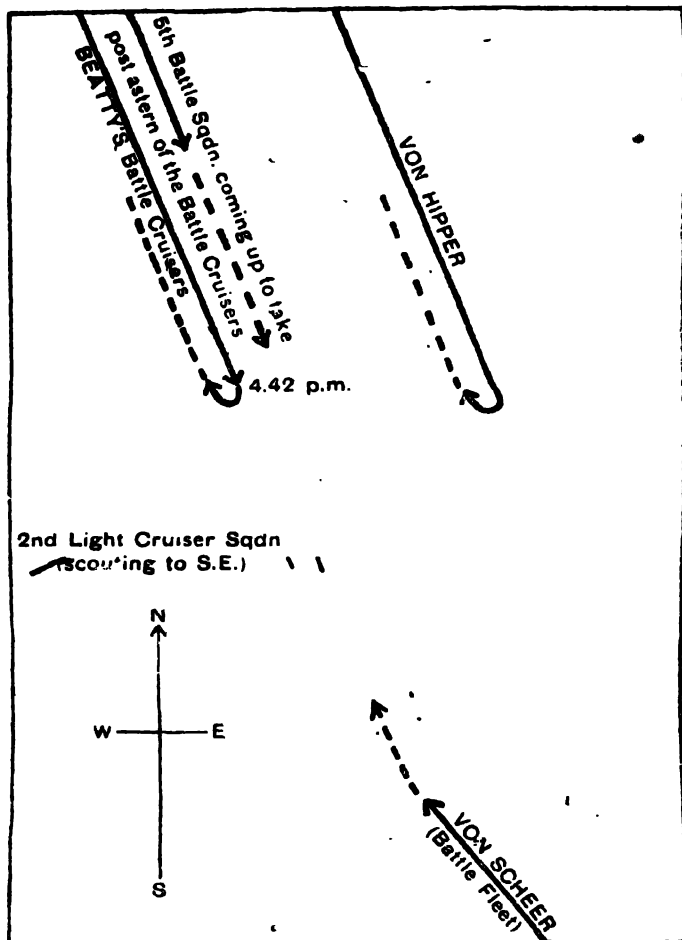 5th Battle Sqdn. coming up to take
post astern of the Battle Cruisers
BEATTY'S Battle Cruisers
VON HIPPER
4.42 p.m.
2nd Light Cruiser Sqdn
(scouting to S.E.)
N
W
E
S
VON SCHEER
(Battle Fleet)